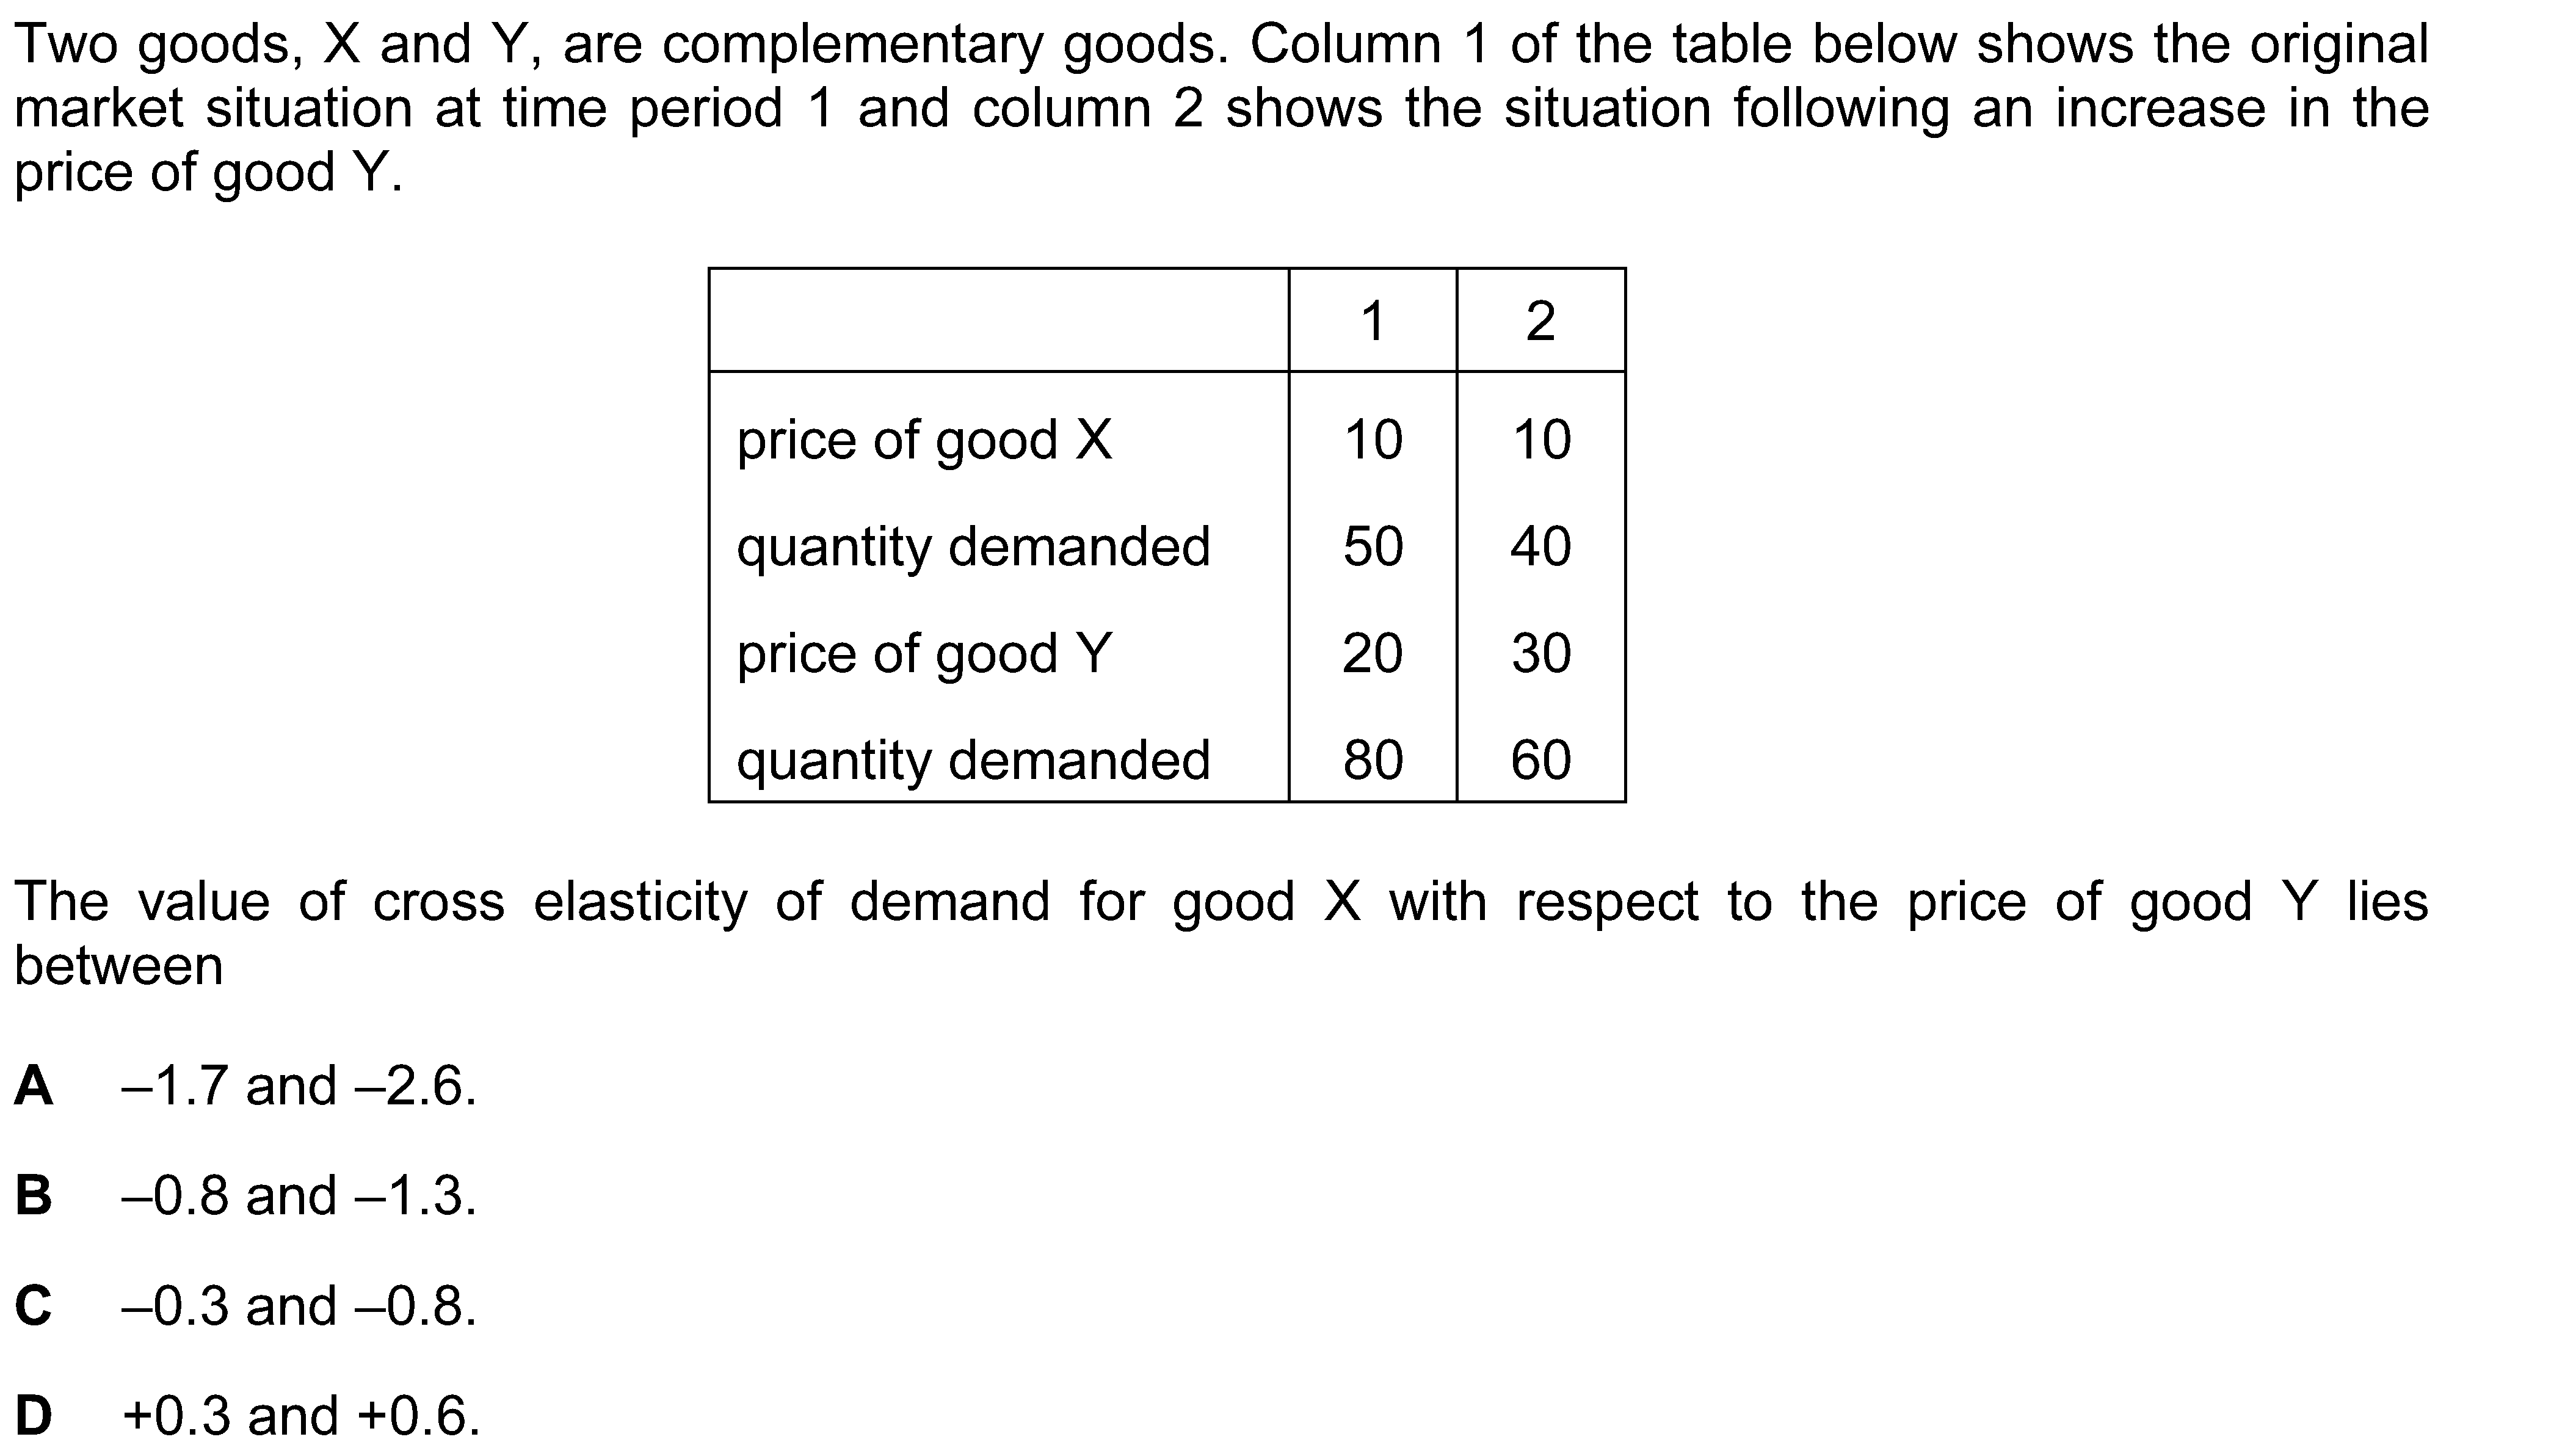 Two goods, X and Y, are complementary goods. Column 1 of the table below shows the original
market situation at time period 1 and column 2 shows the situation following an increase in the
price of good Y.
1 2
price of good X 10 10
quantity demanded 50 40
price of good Y 20 30
quantity demanded 80 60
The value of cross elasticity of demand for good X with respect to the price of good Y lies
between
A –1.7 and –2.6.
B –0.8 and –1.3.
C –0.3 and –0.8.
D +0.3 and +0.6.